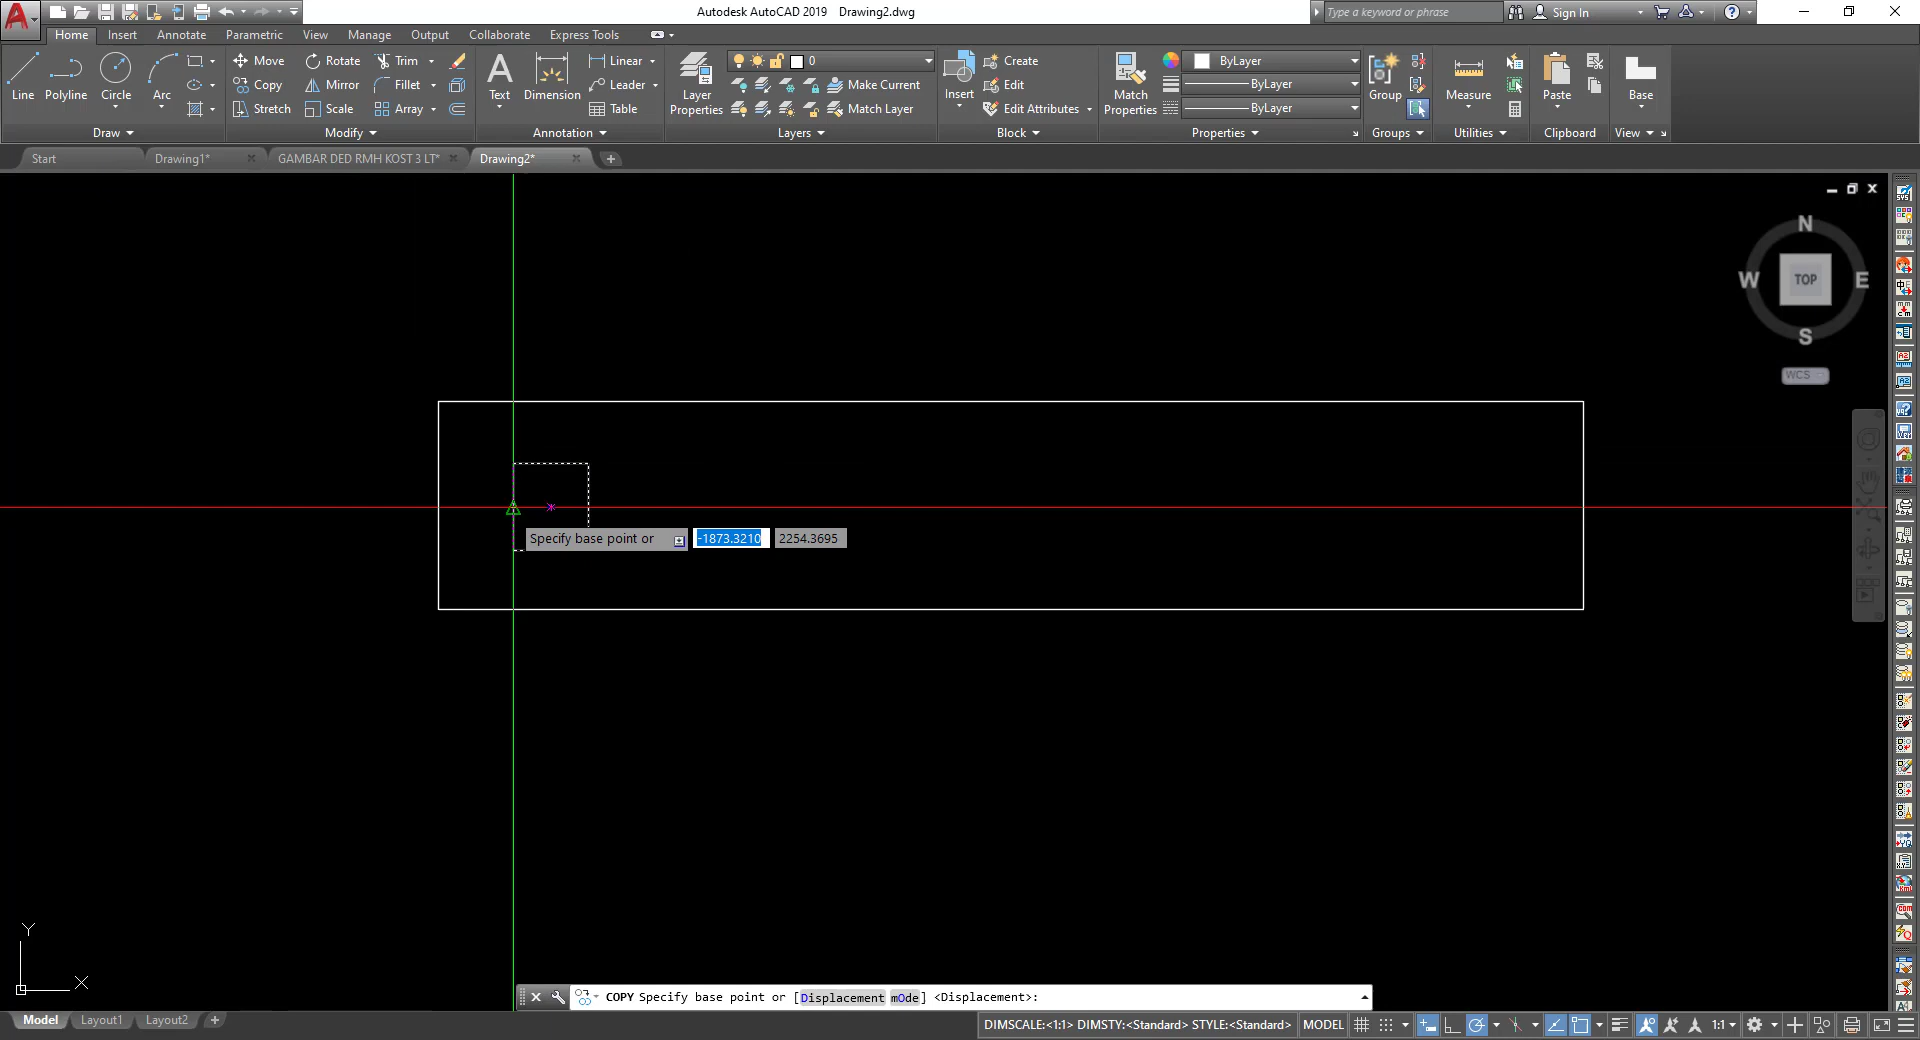 Autodesk AutoCAD 2019 Drawing2.dwg
Type a keyword or phrase
Sign In
Home Insert Annotate Parametric View Manage Output Collaborate Express Tools
Line Polyline Circle Arc
Move Rotate Trim
Copy Mirror Fillet
Stretch Scale Array
Text Dimension
Linear
Leader
Table
Layer Properties
0
Make Current
Match Layer
Insert
Create
Edit
Edit Attributes
Match Properties
ByLayer
ByLayer
ByLayer
Group
Measure
Paste
Base
Draw Modify Annotation Layers Block Properties Groups Utilities Clipboard View
Start Drawing1* GAMBAR DED RMH KOST 3 LT* Drawing2*
N
W TOP E
S
WCS
Specify base point or -1873.3210 2254.3695
Y
X
COPY Specify base point or [Displacement mOde] <Displacement>:
Model Layout1 Layout2
DIMSCALE:<1:1> DIMSTY:<Standard> STYLE:<Standard> MODEL 1:1